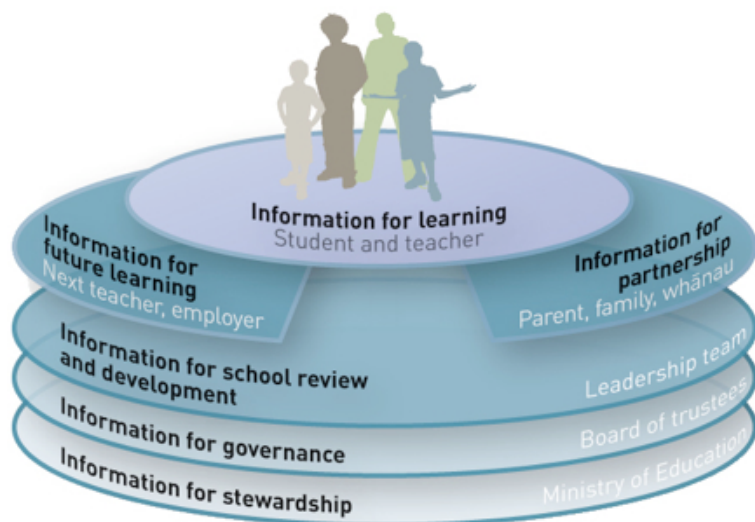 Information for learning
Student and teacher
Information for
future learning
Next teacher, employer
Information for
partnership
Parent, family, whānau
Information for school review
and development
Leadership team
Information for governance
Board of trustees
Information for stewardship
Ministry of Education